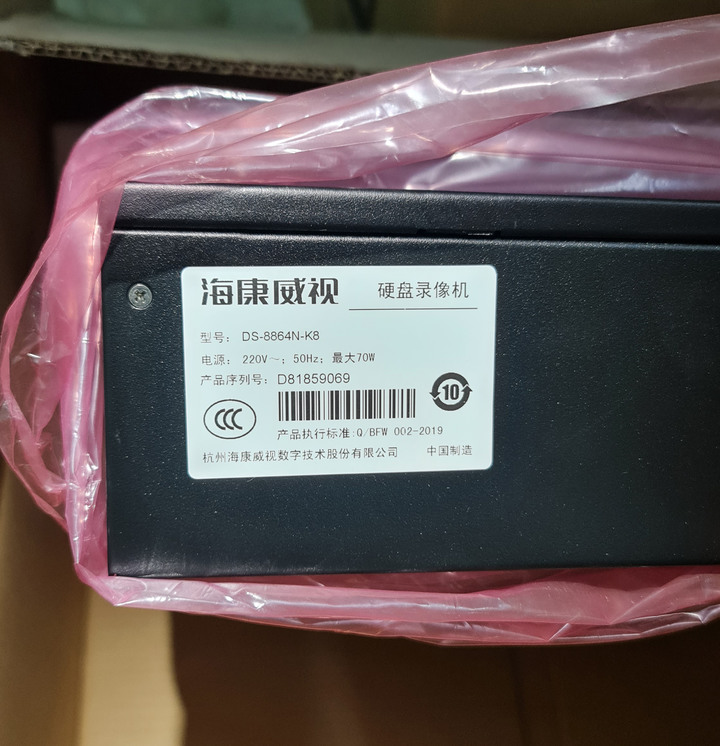 海康威视 硬盘录像机
型号: DS-8864N-K8
电源: 220V～; 50Hz; 最大70W
产品序列号: D81859069
CCC
10
产品执行标准:Q/BFW 002-2019
杭州海康威视数字技术股份有限公司 中国制造